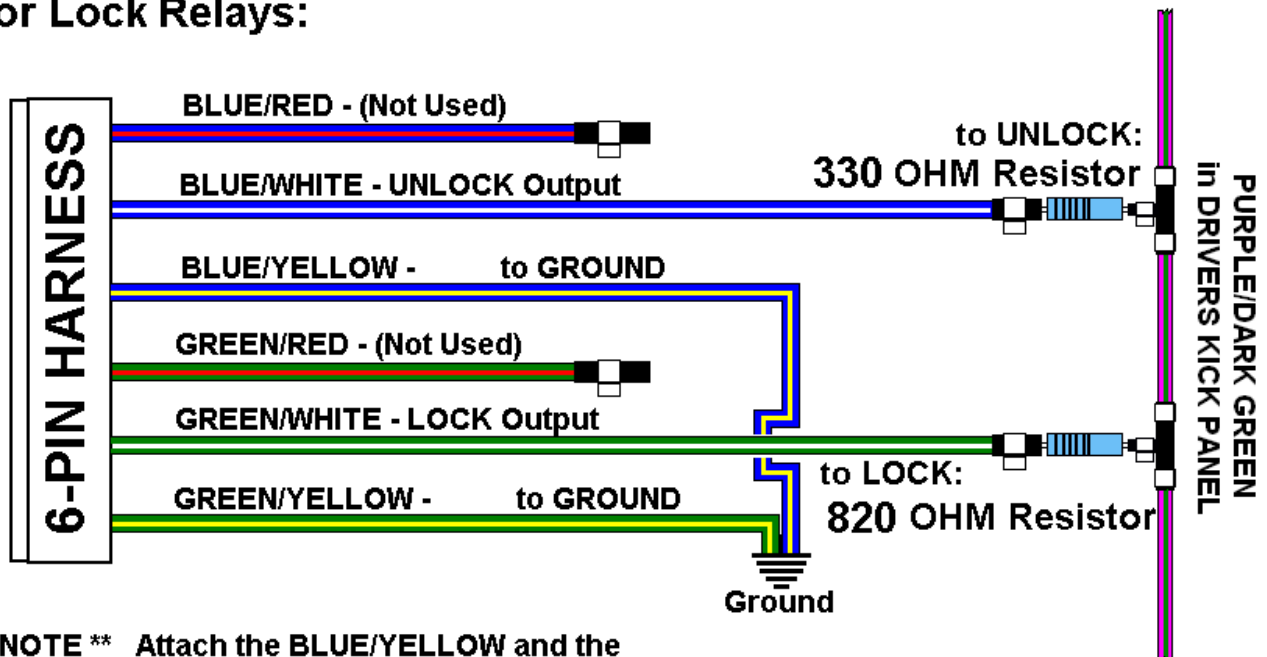 or Lock Relays:
BLUE/RED - (Not Used)
to UNLOCK:
330 OHM Resistor
BLUE/WHITE - UNLOCK Output
BLUE/YELLOW - to GROUND
GREEN/RED - (Not Used)
GREEN/WHITE - LOCK Output
to LOCK:
820 OHM Resistor
GREEN/YELLOW - to GROUND
Ground
6-PIN HARNESS
PURPLE/DARK GREEN
in DRIVERS KICK PANEL
NOTE ** Attach the BLUE/YELLOW and the